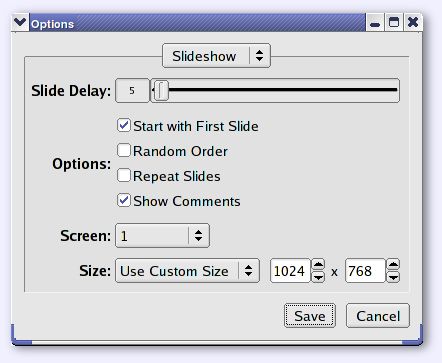 Options
Slideshow
Slide Delay: 5
Start with First Slide
Random Order
Options:
Repeat Slides
Show Comments
Screen: 1
Size: Use Custom Size 1024 x 768
Save Cancel